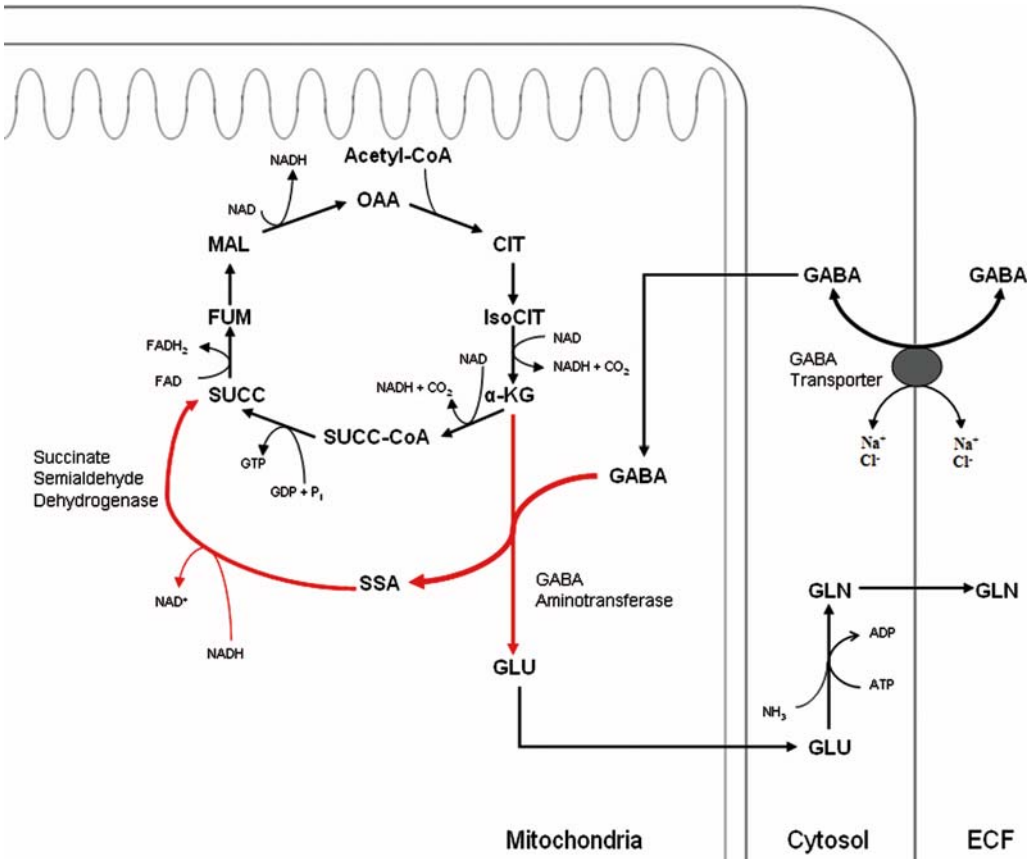 NADH
Acetyl-CoA
NAD
OAA
MAL
CIT
GABA
GABA
FUM
IsoCIT
NAD
FADH₂
NADH + CO₂
GABA
Transporter
FAD
NAD
NADH + CO₂
SUCC
α-KG
SUCC-CoA
Na⁺
Cl⁻
Na⁺
Cl⁻
GTP
GDP + P₁
Succinate
Semialdehyde
Dehydrogenase
GABA
SSA
GABA
Aminotransferase
NAD⁺
NADH
GLN
GLN
ADP
ATP
NH₃
GLU
GLU
Mitochondria
Cytosol
ECF